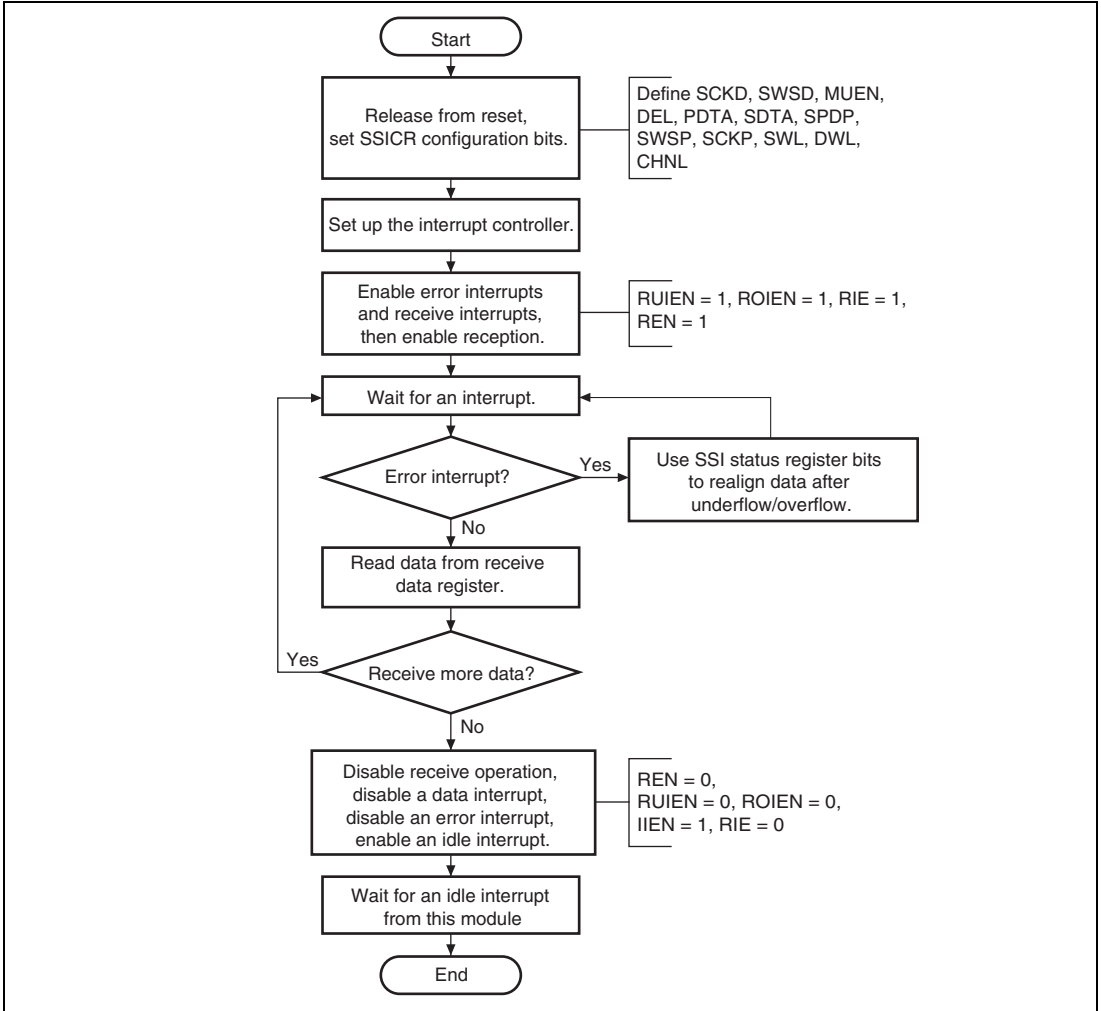 Start
Release from reset,
set SSICR configuration bits.
Define SCKD, SWSD, MUEN,
DEL, PDTA, SDTA, SPDP,
SWSP, SCKP, SWL, DWL,
CHNL
Set up the interrupt controller.
Enable error interrupts
and receive interrupts,
then enable reception.
RUIEN = 1, ROIEN = 1, RIE = 1,
REN = 1
Wait for an interrupt.
Error interrupt?
Yes
Use SSI status register bits
to realign data after
underflow/overflow.
No
Read data from receive
data register.
Yes
Receive more data?
No
Disable receive operation,
disable a data interrupt,
disable an error interrupt,
enable an idle interrupt.
REN = 0,
RUIEN = 0, ROIEN = 0,
IIEN = 1, RIE = 0
Wait for an idle interrupt
from this module
End